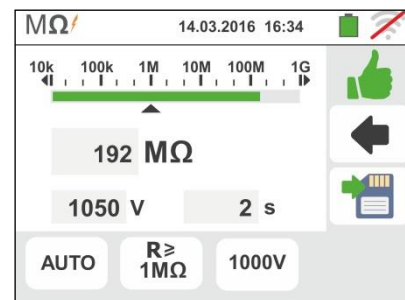 MΩ 14.03.2016 16:34
10k 100k 1M 10M 100M 1G
192 MΩ
1050 V 2 s
AUTO R≥ 1000V
1MΩ